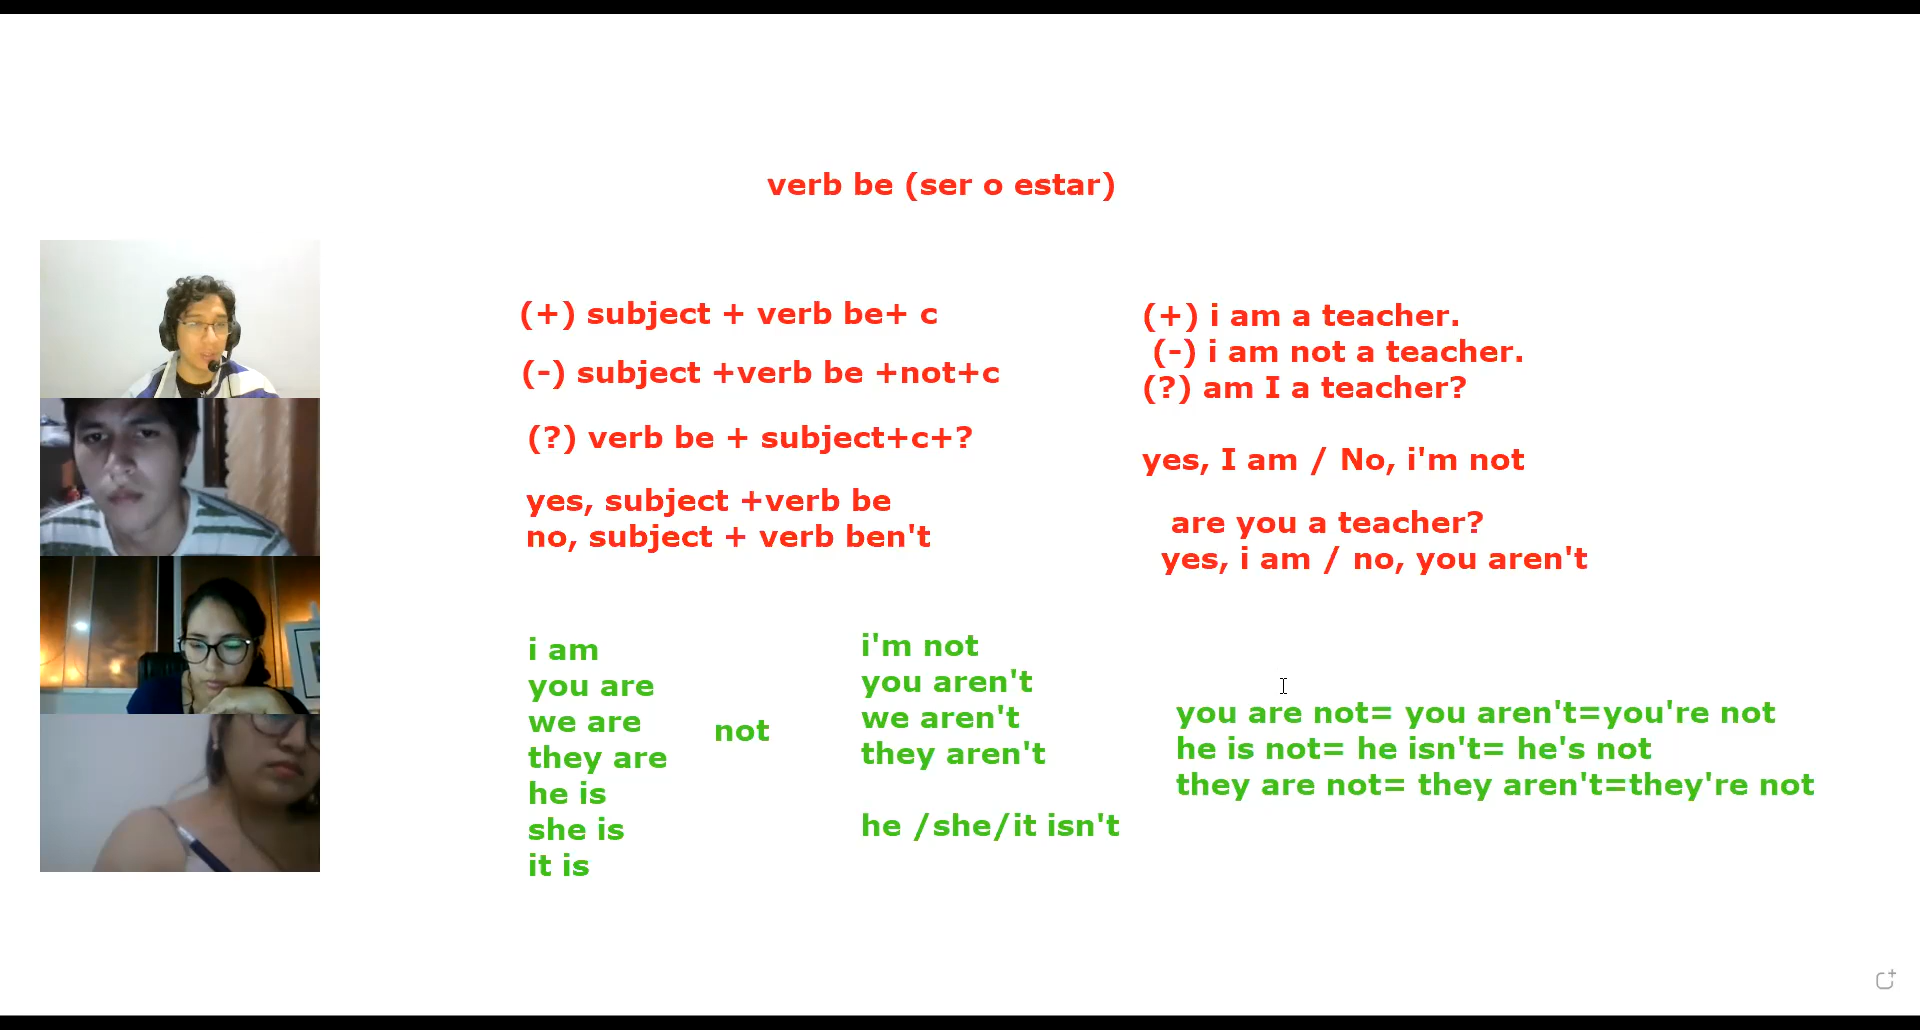 verb be (ser o estar)
(+) subject + verb be+ c
(-) subject +verb be +not+c
(?) verb be + subject+c+?
yes, subject +verb be
no, subject + verb ben't
(+) i am a teacher.
(-) i am not a teacher.
(?) am I a teacher?
yes, I am / No, i'm not
are you a teacher?
yes, i am / no, you aren't
i am
you are
we are
they are
he is
she is
it is
not
i'm not
you aren't
we aren't
they aren't
he /she/it isn't
you are not= you aren't=you're not
he is not= he isn't= he's not
they are not= they aren't=they're not